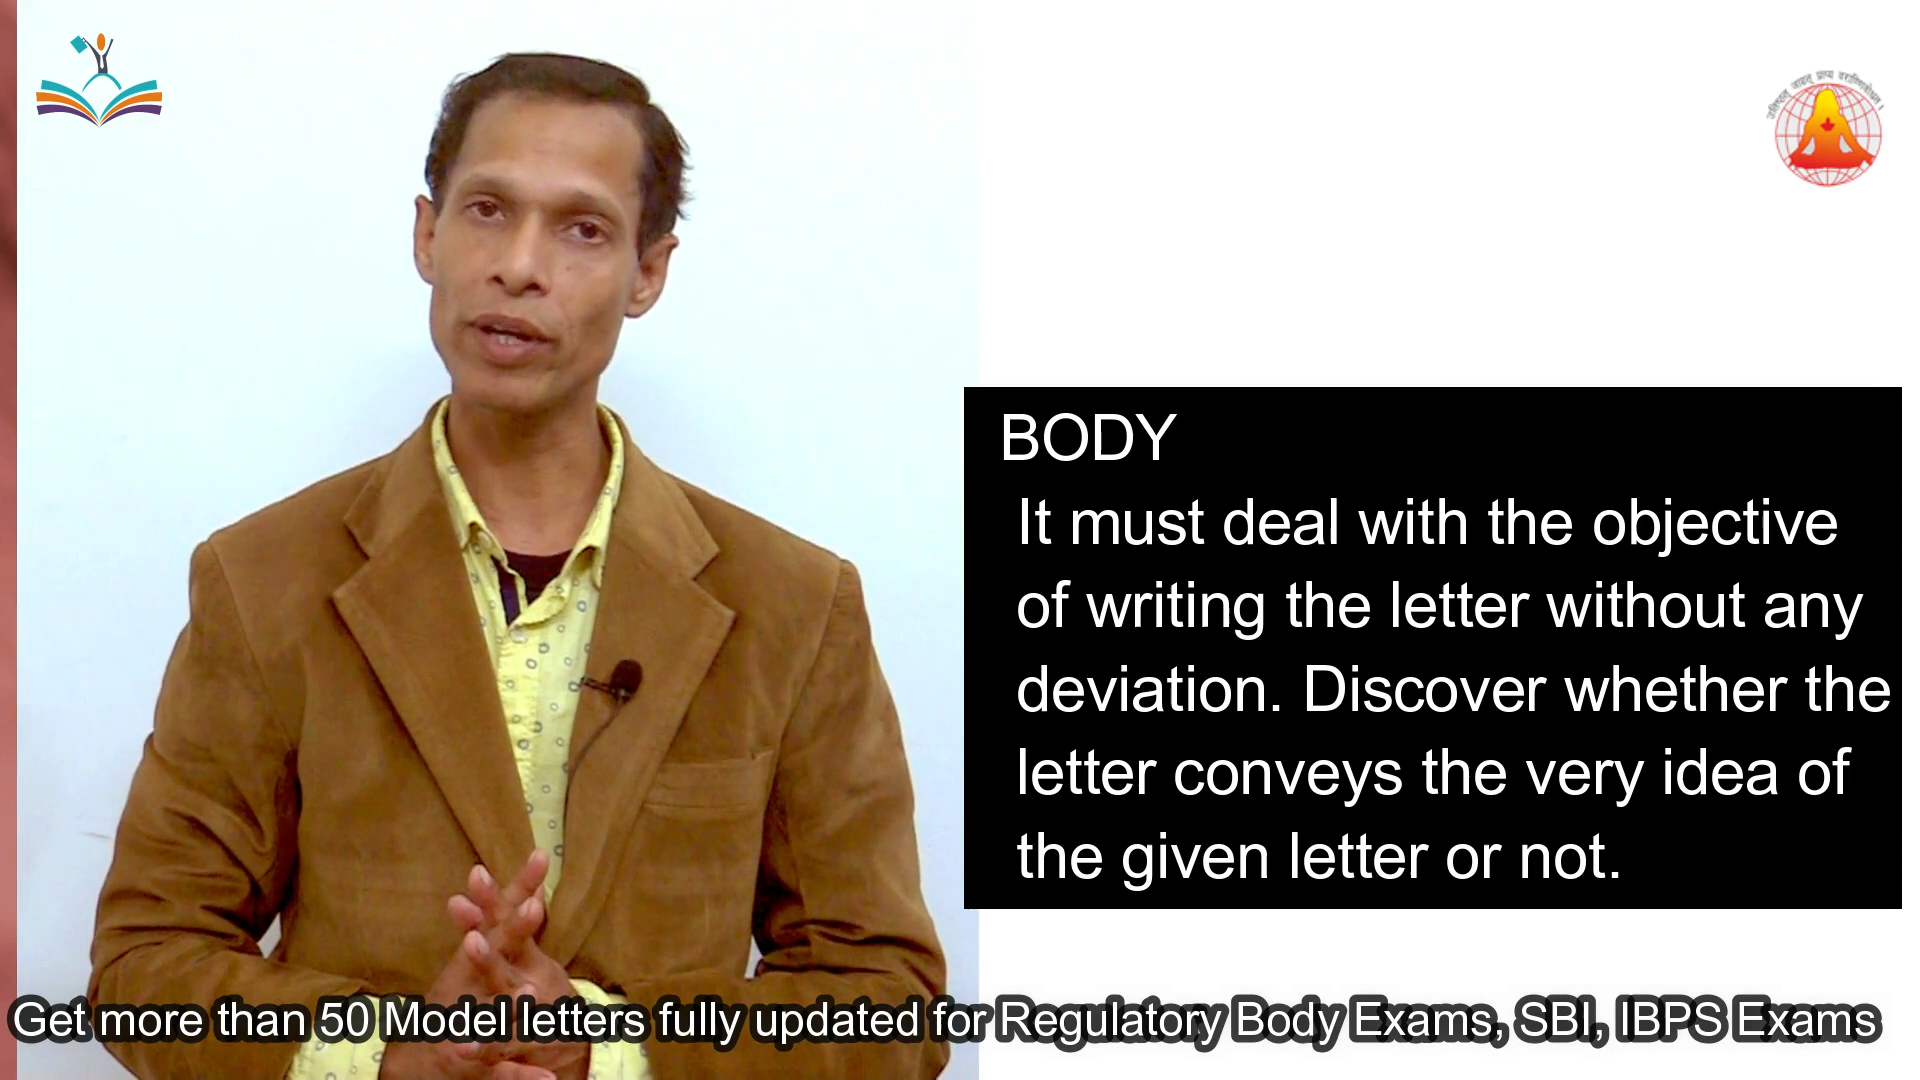 BODY
It must deal with the objective
of writing the letter without any
deviation. Discover whether the
letter conveys the very idea of
the given letter or not.
Get more than 50 Model letters fully updated for Regulatory Body Exams, SBI, IBPS Exams